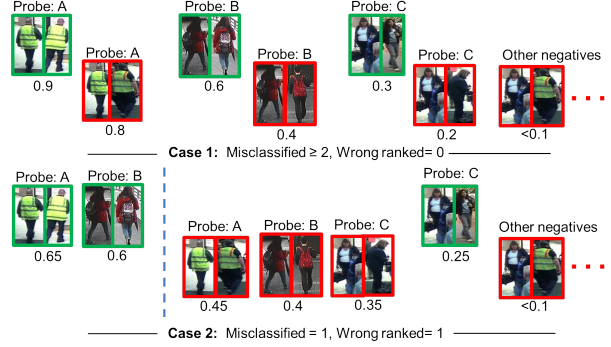 Probe: A
Probe: B
Probe: C
Probe: A
Probe: B
Probe: C
Other negatives
0.9
0.8
0.6
0.4
0.3
0.2
<0.1
Case 1: Misclassified ≥ 2, Wrong ranked= 0
Probe: A
Probe: B
Probe: C
Probe: A
Probe: B
Probe: C
Other negatives
0.65
0.6
0.45
0.4
0.35
0.25
<0.1
Case 2: Misclassified = 1, Wrong ranked= 1